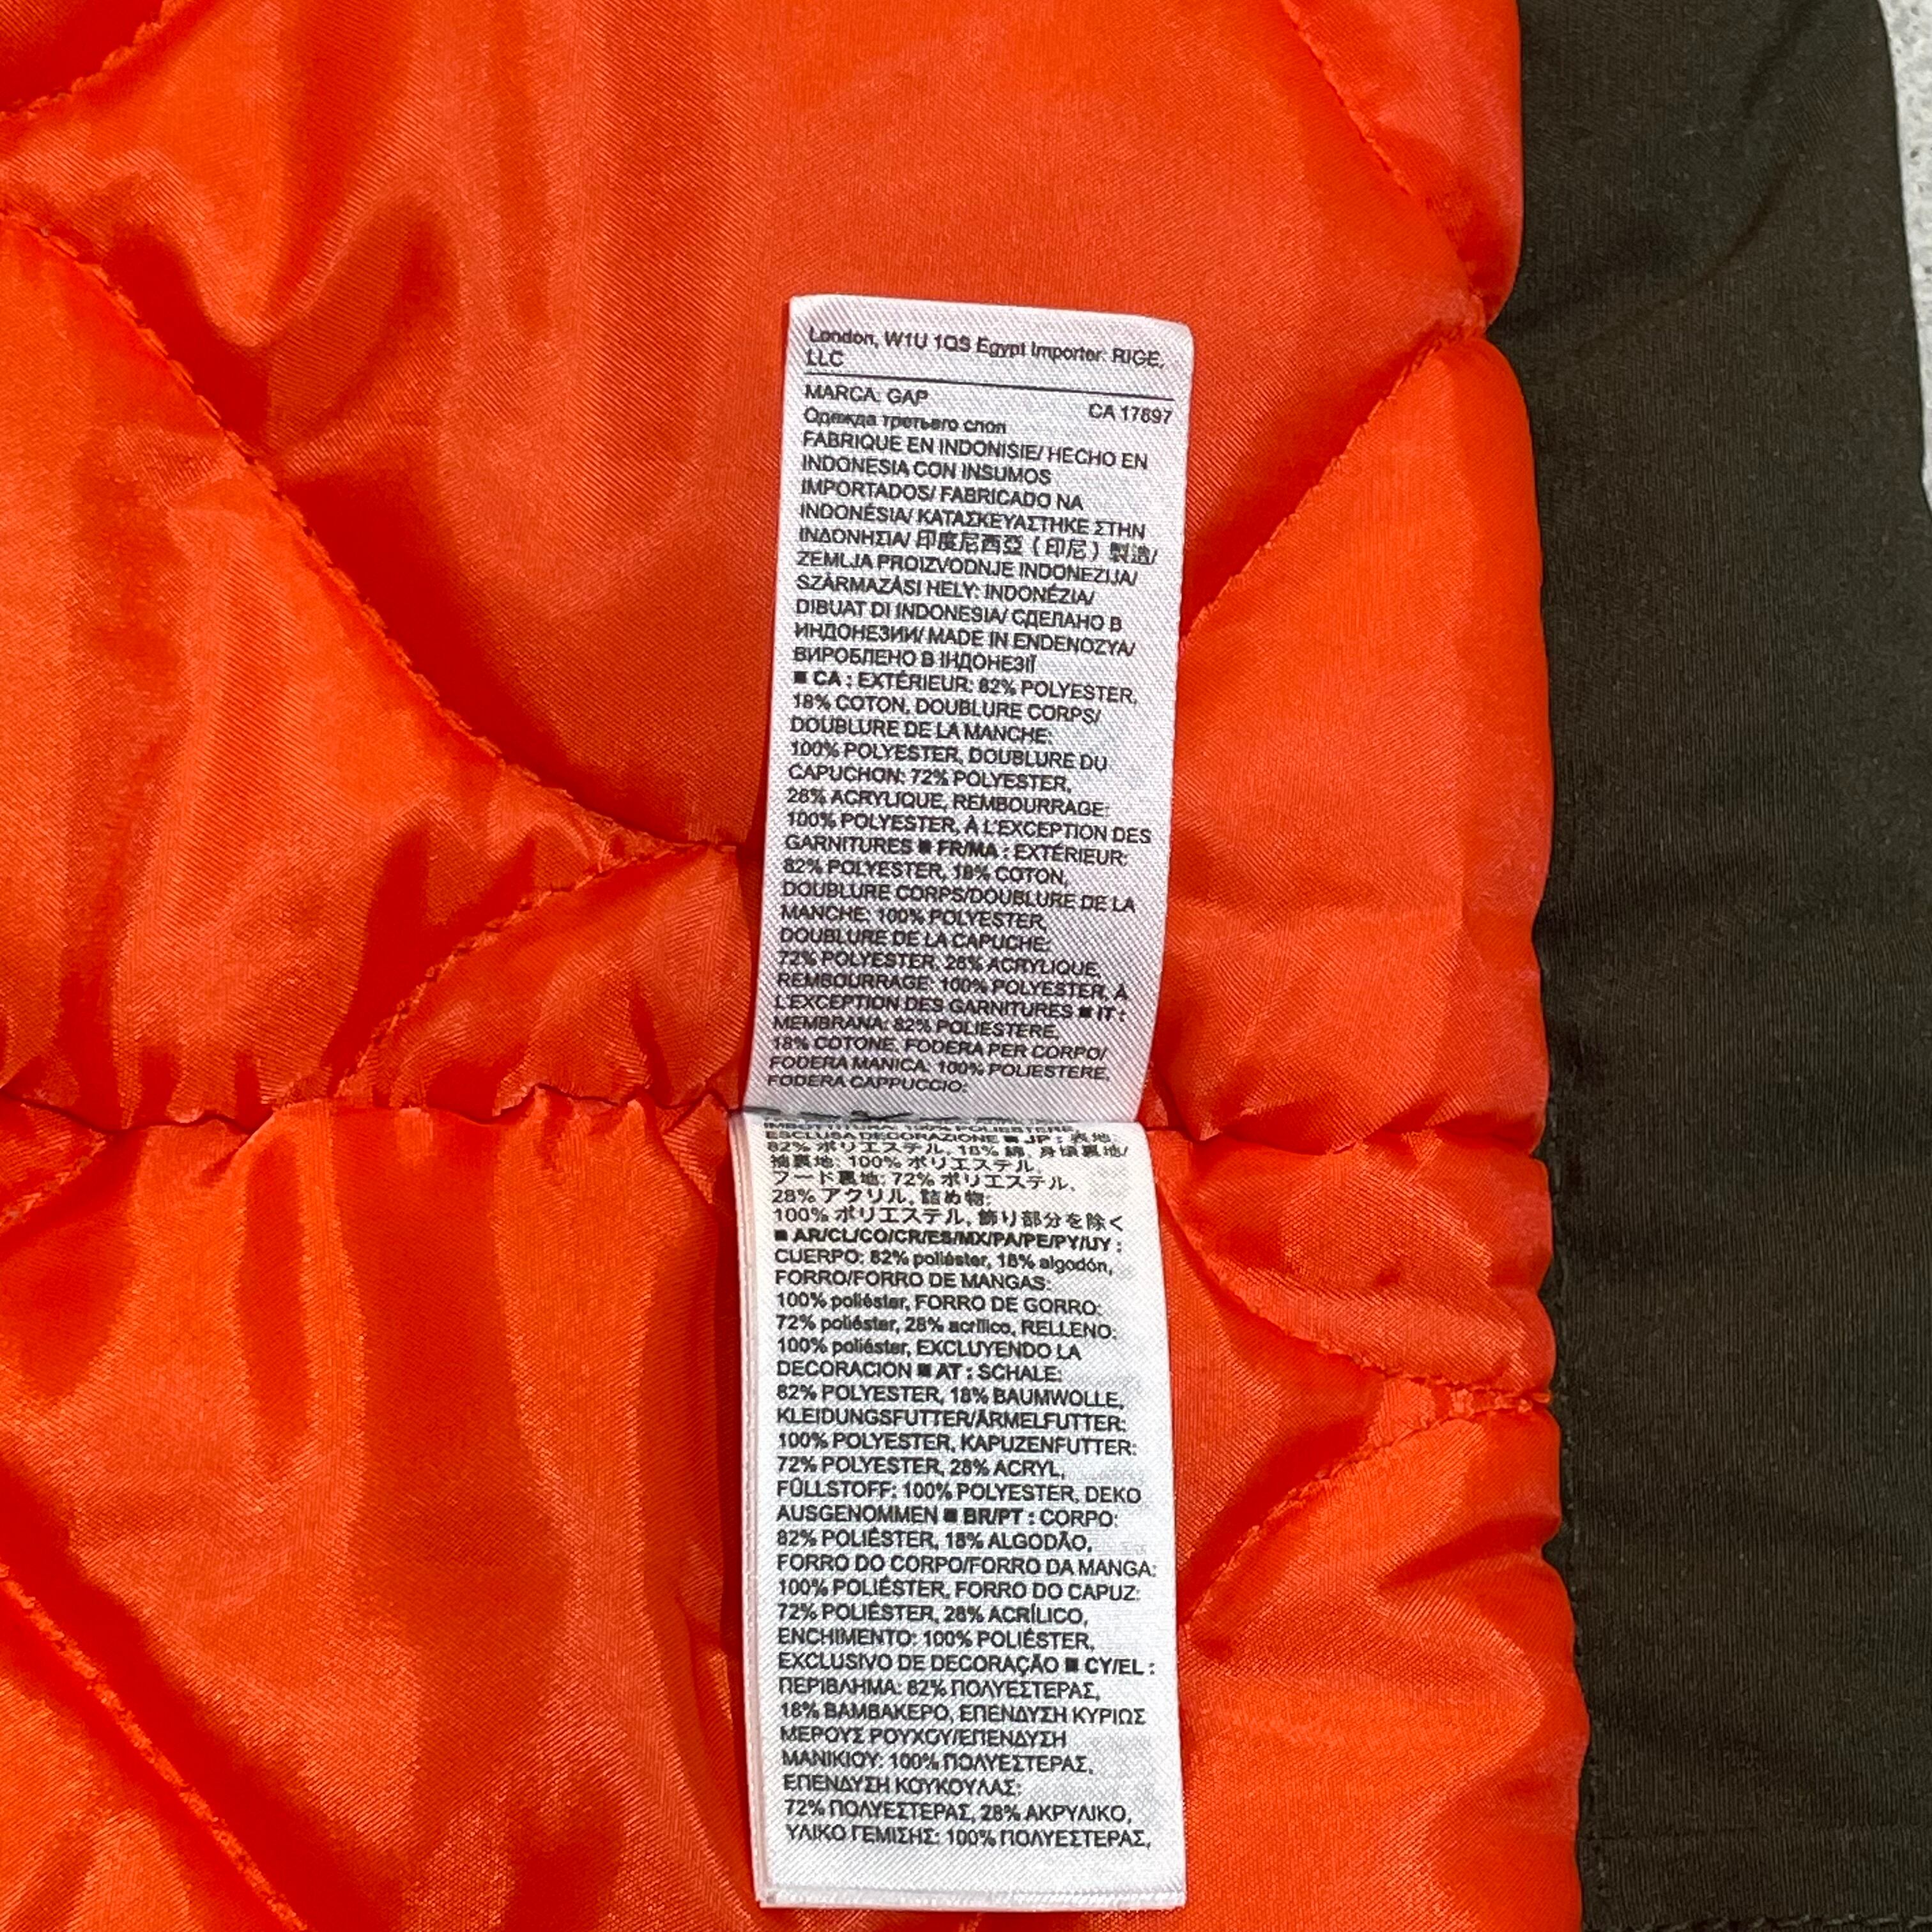 London, W1U 1QS Egypt Importer: RIGE,
LLC
MARCA: GAP CA 17897
Одежда третьего слоя
FABRIQUE EN INDONISIE/ HECHO EN
INDONESIA CON INSUMOS
IMPORTADOS/ FABRICADO NA
INDONÉSIA/ ΚΑΤΑΣΚΕΥΑΣΤΗΚΕ ΣΤΗΝ
ΙΝΔΟΝΗΣΙΑ/ 印度尼西亞 ( 印尼 ) 製造/
ZEMLJA PROIZVODNJE INDONEZIJA/
SZÁRMAZÁSI HELY: INDONÉZIA/
DIBUAT DI INDONESIA/ СДЕЛАНО В
ИНДОНЕЗИИ/ MADE IN ENDENOZYA/
ВИРОБЛЕНО В ІНДОНЕЗІЇ
■ CA : EXTÉRIEUR: 82% POLYESTER,
18% COTON, DOUBLURE CORPS/
DOUBLURE DE LA MANCHE:
100% POLYESTER, DOUBLURE DU
CAPUCHON: 72% POLYESTER,
28% ACRYLIQUE, REMBOURRAGE:
100% POLYESTER, À L'EXCEPTION DES
GARNITURES ■ FR/MA : EXTÉRIEUR:
82% POLYESTER, 18% COTON,
DOUBLURE CORPS/DOUBLURE DE LA
MANCHE: 100% POLYESTER,
DOUBLURE DE LA CAPUCHE:
72% POLYESTER, 28% ACRYLIQUE,
REMBOURRAGE: 100% POLYESTER, À
L'EXCEPTION DES GARNITURES ■ IT :
MEMBRANA: 82% POLIESTERE,
18% COTONE, FODERA PER CORPO/
FODERA MANICA: 100% POLIESTERE,
FODERA CAPPUCCIO:
IMBOTTITURA: 100% POLIESTERE,
ESCLUSA DECORAZIONE ■ JP : 表地:
82% ポリエステル, 18% 綿, 身頃裏地/
袖裏地: 100% ポリエステル,
フード裏地: 72% ポリエステル,
28% アクリル, 詰め物:
100% ポリエステル, 飾り部分を除く
■ AR/CL/CO/CR/ES/MX/PA/PE/PY/UY :
CUERPO: 82% poliéster, 18% algodón,
FORRO/FORRO DE MANGAS:
100% poliéster, FORRO DE GORRO:
72% poliéster, 28% acrílico, RELLENO:
100% poliéster, EXCLUYENDO LA
DECORACION ■ AT : SCHALE:
82% POLYESTER, 18% BAUMWOLLE,
KLEIDUNGSFUTTER/ÄRMELFUTTER:
100% POLYESTER, KAPUZENFUTTER:
72% POLYESTER, 28% ACRYL,
FÜLLSTOFF: 100% POLYESTER, DEKO
AUSGENOMMEN ■ BR/PT : CORPO:
82% POLIÉSTER, 18% ALGODÃO,
FORRO DO CORPO/FORRO DA MANGA:
100% POLIÉSTER, FORRO DO CAPUZ:
72% POLIÉSTER, 28% ACRÍLICO,
ENCHIMENTO: 100% POLIÉSTER,
EXCLUSIVO DE DECORAÇÃO ■ CY/EL :
ΠΕΡΙΒΛΗΜΑ: 82% ΠΟΛΥΕΣΤΕΡΑΣ,
18% ΒΑΜΒΑΚΕΡΟ, ΕΠΕΝΔΥΣΗ ΚΥΡΙΩΣ
ΜΕΡΟΥΣ ΡΟΥΧΟΥ/ΕΠΕΝΔΥΣΗ
ΜΑΝΙΚΙΟΥ: 100% ΠΟΛΥΕΣΤΕΡΑΣ,
ΕΠΕΝΔΥΣΗ ΚΟΥΚΟΥΛΑΣ:
72% ΠΟΛΥΕΣΤΕΡΑΣ, 28% ΑΚΡΥΛΙΚΟ,
ΥΛΙΚΟ ΓΕΜΙΣΗΣ: 100% ΠΟΛΥΕΣΤΕΡΑΣ,